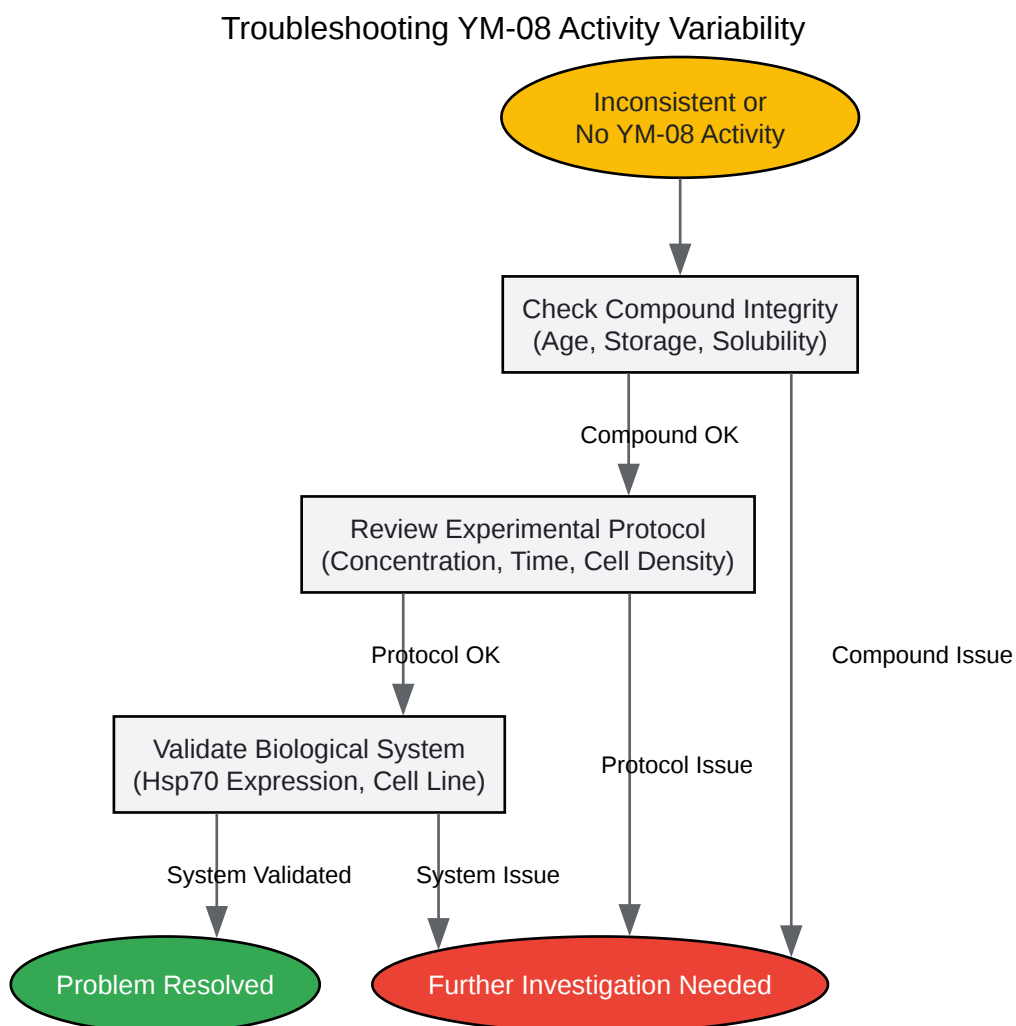 Troubleshooting YM-08 Activity Variability
Inconsistent or
No YM-08 Activity
Check Compound Integrity
(Age, Storage, Solubility)
Compound OK
Review Experimental Protocol
(Concentration, Time, Cell Density)
Protocol OK
Compound Issue
Validate Biological System
(Hsp70 Expression, Cell Line)
Protocol Issue
System Validated
System Issue
Problem Resolved
Further Investigation Needed